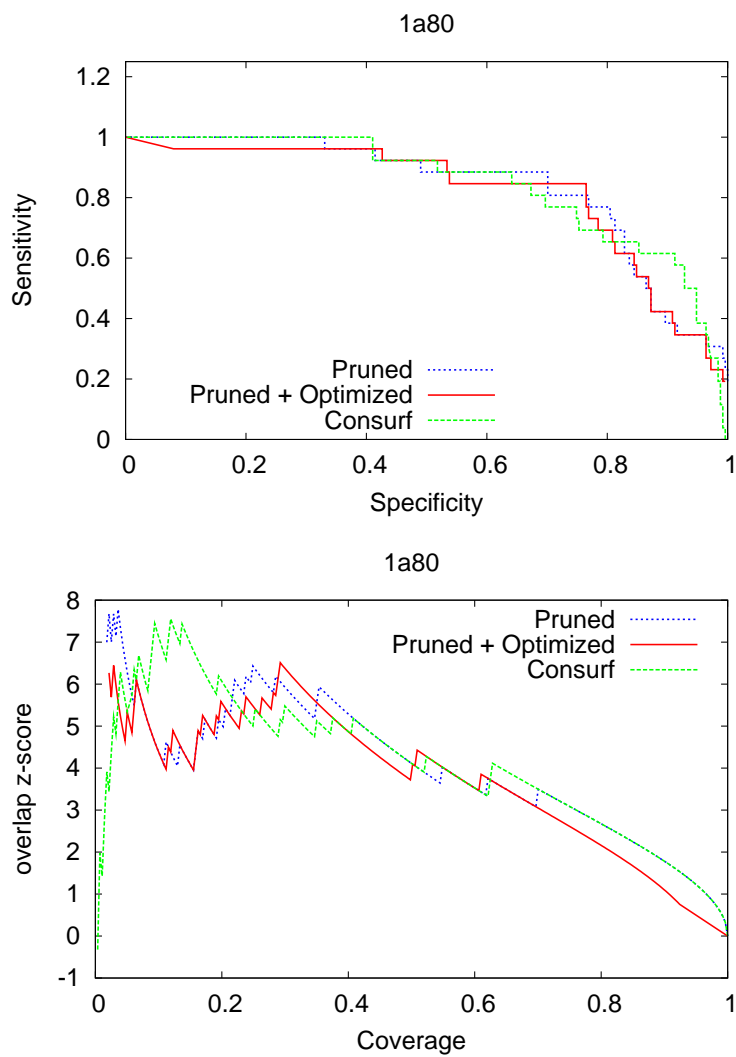 1a80
1.2
1
0.8
0.6
0.4
0.2
0
Sensitivity
Pruned
Pruned + Optimized
Consurf
0 0.2 0.4 0.6 0.8 1
Specificity
1a80
8
7
6
5
4
3
2
1
0
-1
overlap z-score
Pruned
Pruned + Optimized
Consurf
0 0.2 0.4 0.6 0.8 1
Coverage